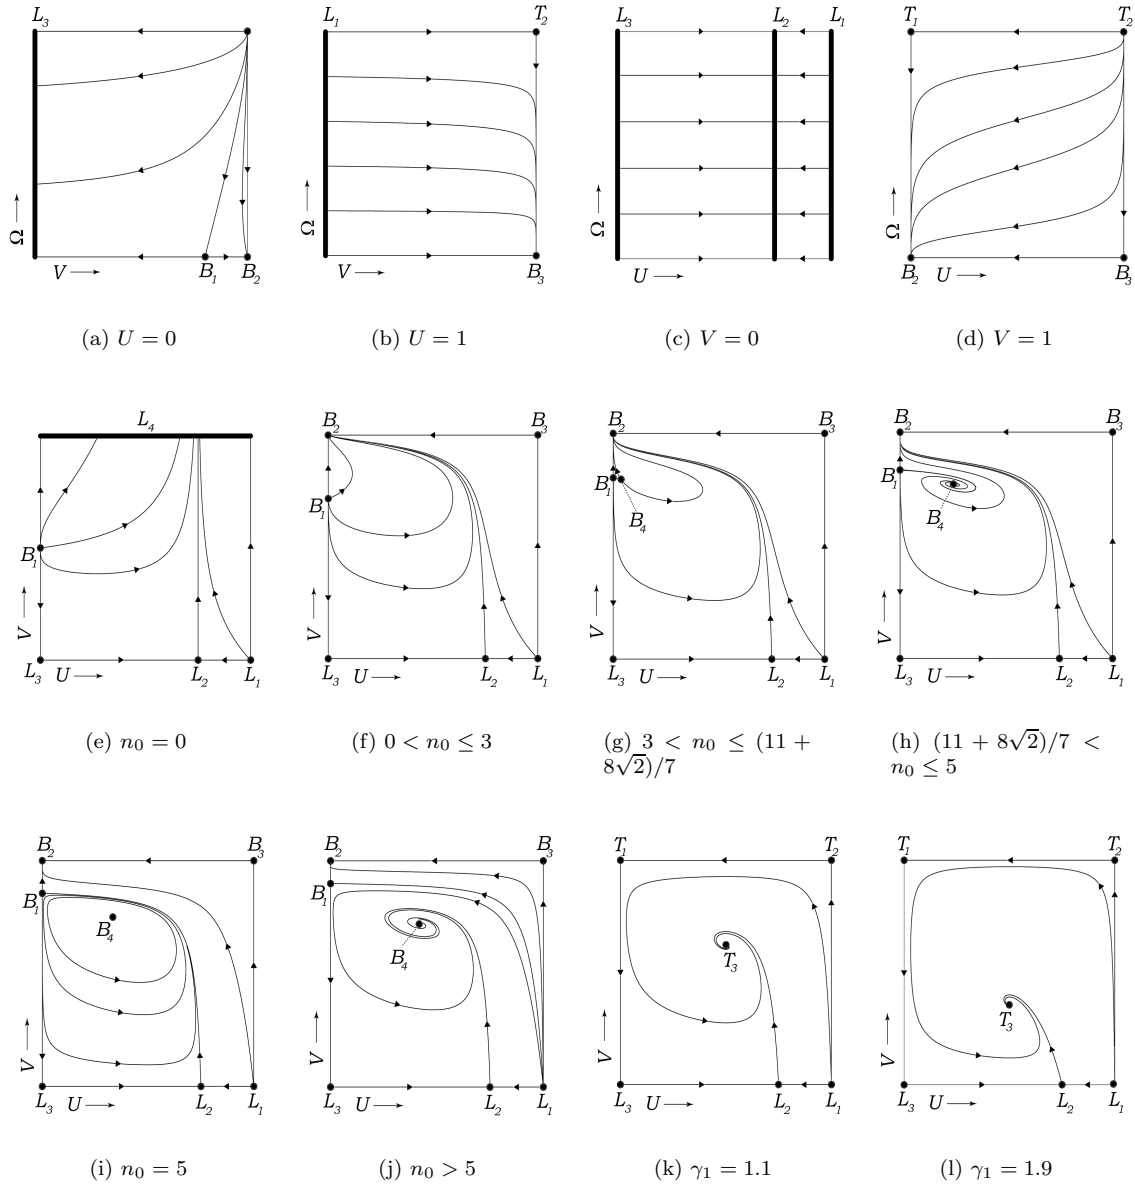 L3
Ω
V
B1 B2
(a) U = 0
L1 T2
Ω
V
B3
(b) U = 1
L3 L2 L1
Ω
U
(c) V = 0
T1 T2
Ω
B2 U B3
(d) V = 1
L4
B1
V
L3 U L2 L1
(e) n0 = 0
B2 B3
B1
V
L3 U L2 L1
(f) 0 < n0 ≤ 3
B2 B3
B1
B4
V
L3 U L2 L1
(g) 3 < n0 ≤ (11 +
8√2)/7
B2 B3
B1
B4
V
L3 U L2 L1
(h) (11 + 8√2)/7 <
n0 ≤ 5
B2 B3
B1
B4
V
L3 U L2 L1
(i) n0 = 5
B2 B3
B1
B4
V
L3 U L2 L1
(j) n0 > 5
T1 T2
T3
V
L3 U L2 L1
(k) γ1 = 1.1
T1 T2
T3
V
L3 U L2 L1
(l) γ1 = 1.9